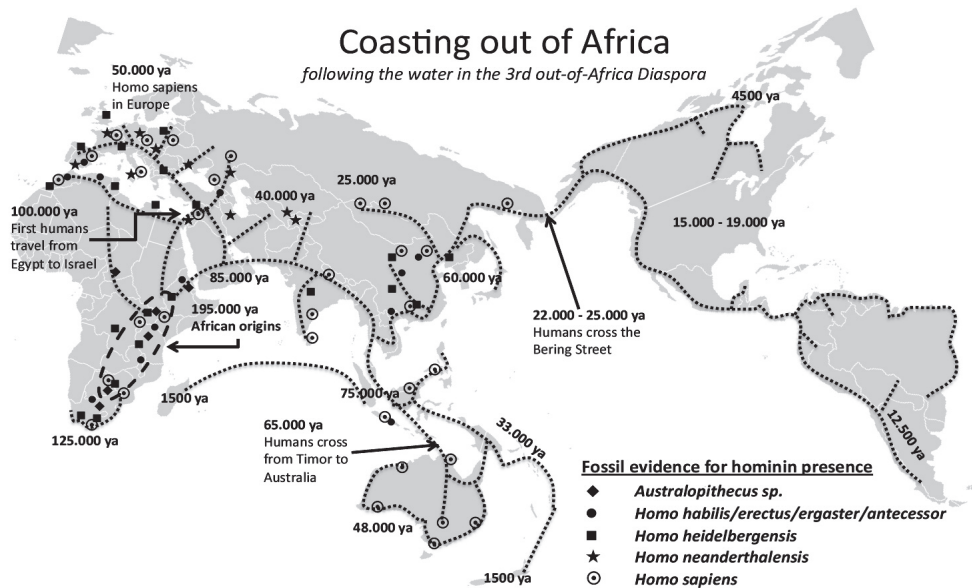 Coasting out of Africa
following the water in the 3rd out-of-Africa Diaspora
50.000 ya
Homo sapiens
in Europe
4500 ya
100.000 ya
First humans
travel from
Egypt to Israel
40.000 ya
25.000 ya
15.000 - 19.000 ya
85.000 ya
60.000 ya
195.000 ya
African origins
22.000 - 25.000 ya
Humans cross the
Bering Street
1500 ya
75.000 ya
125.000 ya
65.000 ya
Humans cross
from Timor to
Australia
33.000 ya
12.500 ya
48.000 ya
1500 ya
Fossil evidence for hominin presence
Australopithecus sp.
Homo habilis/erectus/ergaster/antecessor
Homo heidelbergensis
Homo neanderthalensis
Homo sapiens